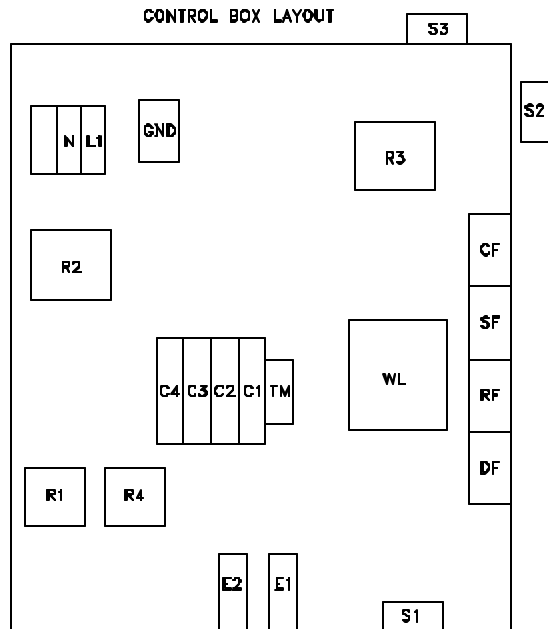 CONTROL BOX LAYOUT
S3
S2
N L1
GND
R3
CF
R2
SF
C4 C3 C2 C1 TM
WL
RF
DF
R1
R4
E2
E1
S1